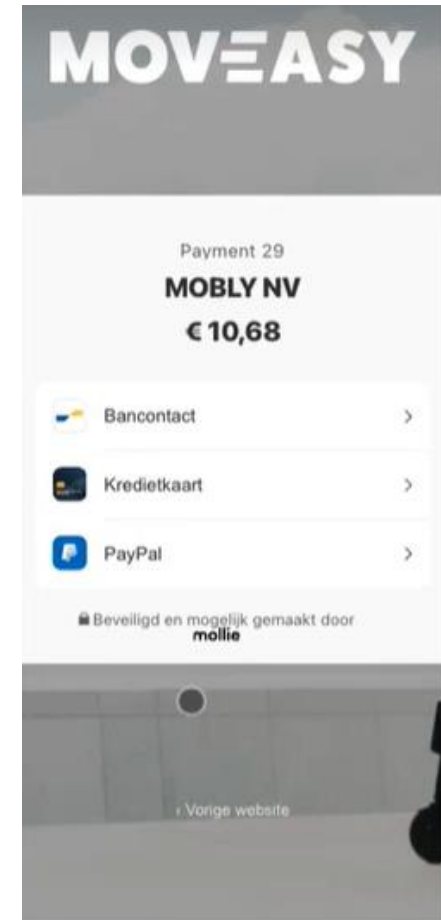 MOVEASY
Payment 29
MOBLY NV
€ 10,68
Bancontact
Kredietkaart
PayPal
Beveiligd en mogelijk gemaakt door
mollie
‹ Vorige website